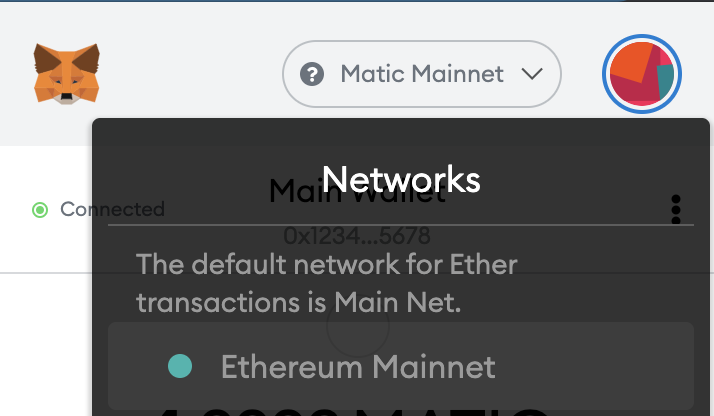 ? Matic Mainnet
Networks
Main Wallet
Connected
0x1234...5678
The default network for Ether
transactions is Main Net.
Ethereum Mainnet